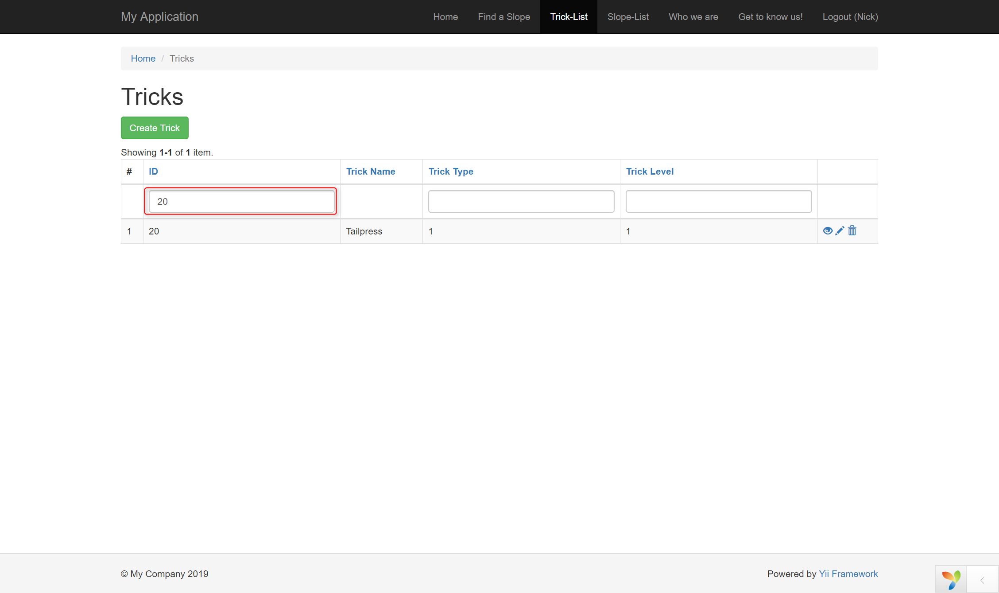 My Application Home Find a Slope Trick-List Slope-List Who we are Get to know us! Logout (Nick)
Home / Tricks
Tricks
Create Trick
Showing 1-1 of 1 item.
# ID Trick Name Trick Type Trick Level
20
1 20 Tailpress 1 1
© My Company 2019 Powered by Yii Framework